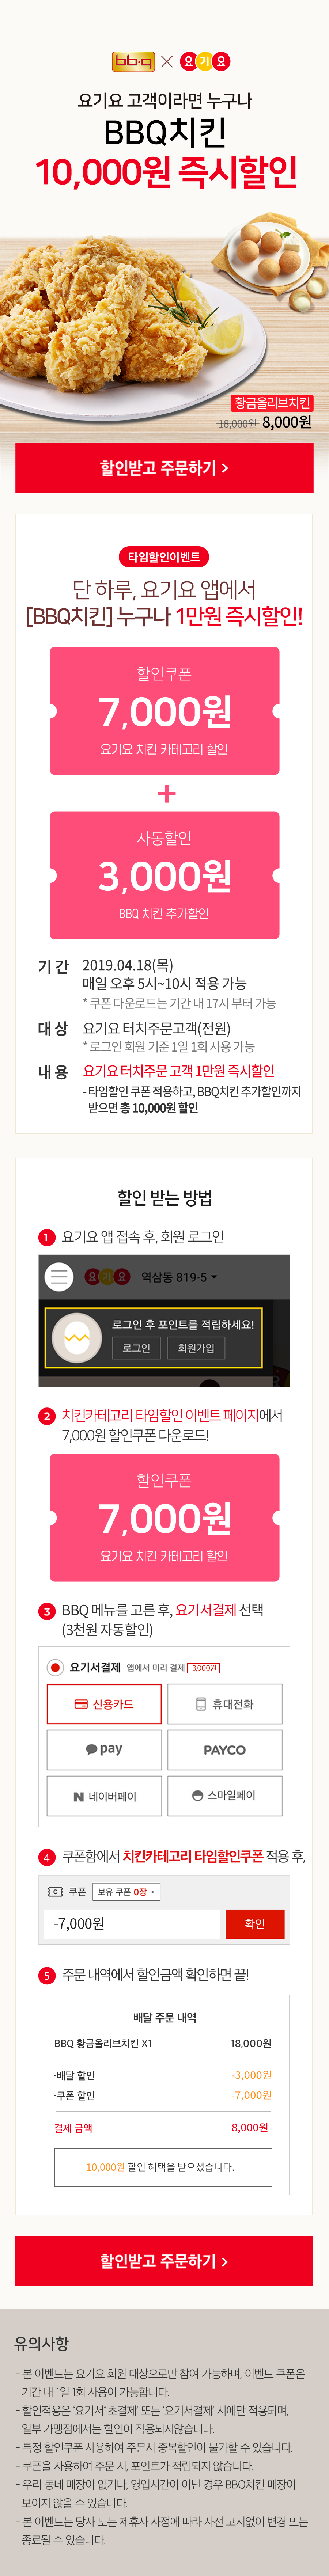 bb.q × 요기요
요기요 고객이라면 누구나
BBQ치킨
10,000원 즉시할인
황금올리브치킨
18,000원 8,000원
할인받고 주문하기 >
타임할인이벤트
단 하루, 요기요 앱에서
[BBQ치킨] 누구나 1만원 즉시할인!
할인쿠폰
7,000원
요기요 치킨 카테고리 할인
+
자동할인
3,000원
BBQ 치킨 추가할인
기 간 2019.04.18(목)
매일 오후 5시~10시 적용 가능
* 쿠폰 다운로드는 기간 내 17시 부터 가능
대 상 요기요 터치주문고객(전원)
* 로그인 회원 기준 1일 1회 사용 가능
내 용 요기요 터치주문 고객 1만원 즉시할인
- 타임할인 쿠폰 적용하고, BBQ치킨 추가할인까지
받으면 총 10,000원 할인
할인 받는 방법
1 요기요 앱 접속 후, 회원 로그인
요기요 역삼동 819-5
로그인 후 포인트를 적립하세요!
로그인 회원가입
2 치킨카테고리 타임할인 이벤트 페이지에서
7,000원 할인쿠폰 다운로드!
할인쿠폰
7,000원
요기요 치킨 카테고리 할인
3 BBQ 메뉴를 고른 후, 요기서결제 선택
(3천원 자동할인)
요기서결제 앱에서 미리 결제 -3,000원
신용카드 휴대전화
pay PAYCO
N 네이버페이 스마일페이
4 쿠폰함에서 치킨카테고리 타임할인쿠폰 적용 후,
쿠폰 보유 쿠폰 0장
-7,000원 확인
5 주문 내역에서 할인금액 확인하면 끝!
배달 주문 내역
BBQ 황금올리브치킨 X1 18,000원
·배달 할인 -3,000원
·쿠폰 할인 -7,000원
결제 금액 8,000원
10,000원 할인 혜택을 받으셨습니다.
할인받고 주문하기 >
유의사항
- 본 이벤트는 요기요 회원 대상으로만 참여 가능하며, 이벤트 쿠폰은
기간 내 1일 1회 사용이 가능합니다.
- 할인적용은 '요기서1초결제' 또는 '요기서결제' 시에만 적용되며,
일부 가맹점에서는 할인이 적용되지않습니다.
- 특정 할인쿠폰 사용하여 주문시 중복할인이 불가할 수 있습니다.
- 쿠폰을 사용하여 주문 시, 포인트가 적립되지 않습니다.
- 우리 동네 매장이 없거나, 영업시간이 아닌 경우 BBQ치킨 매장이
보이지 않을 수 있습니다.
- 본 이벤트는 당사 또는 제휴사 사정에 따라 사전 고지없이 변경 또는
종료될 수 있습니다.